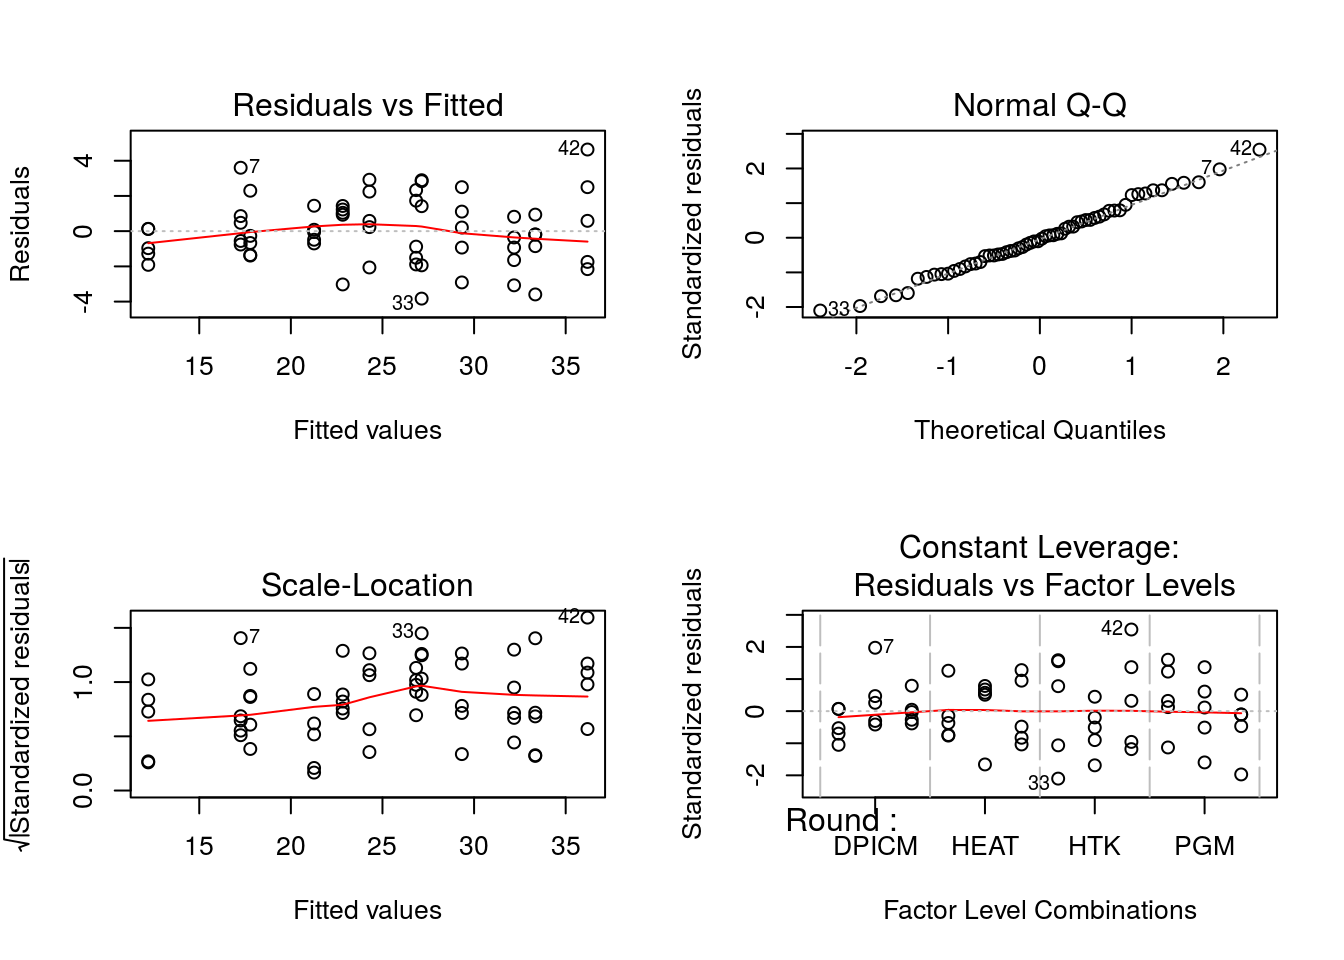 Residuals vs Fitted
Residuals
4
0
-4
42
7
33
15 20 25 30 35
Fitted values
Normal Q-Q
Standardized residuals
2
0
-2
42
7
33
-2 -1 0 1 2
Theoretical Quantiles
Scale-Location
√|Standardized residuals|
1.0
0.0
42
33
7
15 20 25 30 35
Fitted values
Constant Leverage:
Residuals vs Factor Levels
Standardized residuals
2
0
-2
42
7
33
Round :
DPICM HEAT HTK PGM
Factor Level Combinations